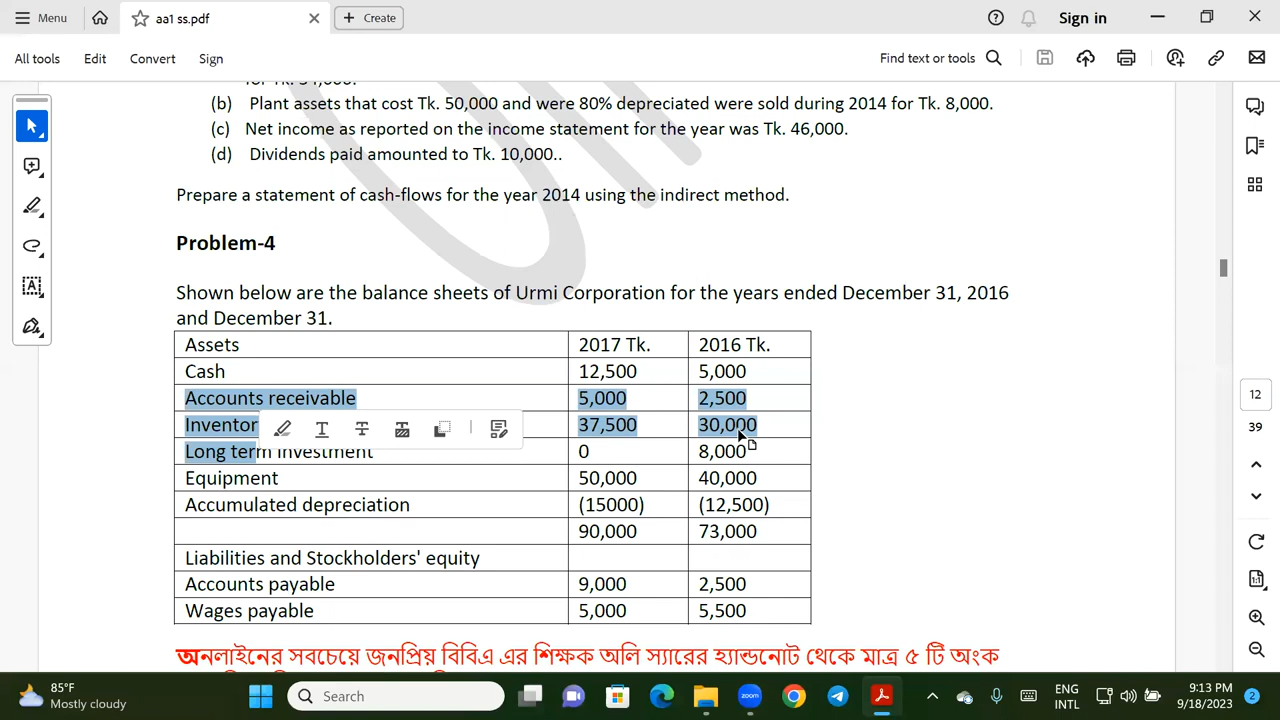 Menu
aa1 ss.pdf
Create
Sign in
All tools Edit Convert Sign
Find text or tools
(b) Plant assets that cost Tk. 50,000 and were 80% depreciated were sold during 2014 for Tk. 8,000.
(c) Net income as reported on the income statement for the year was Tk. 46,000.
(d) Dividends paid amounted to Tk. 10,000..
Prepare a statement of cash-flows for the year 2014 using the indirect method.
Problem-4
Shown below are the balance sheets of Urmi Corporation for the years ended December 31, 2016
and December 31.
Assets 2017 Tk. 2016 Tk.
Cash 12,500 5,000
Accounts receivable 5,000 2,500
Inventor 37,500 30,000
Long term investment 0 8,000
Equipment 50,000 40,000
Accumulated depreciation (15000) (12,500)
90,000 73,000
Liabilities and Stockholders' equity
Accounts payable 9,000 2,500
Wages payable 5,000 5,500
অনলাইনের সবচেয়ে জনপ্রিয় বিবিএ এর শিক্ষক অলি স্যারের হ্যান্ডনোট থেকে মাত্র ৫ টি অংক
12
39
85°F
Mostly cloudy
Search
zoom
ENG
INTL
9:13 PM
9/18/2023
2